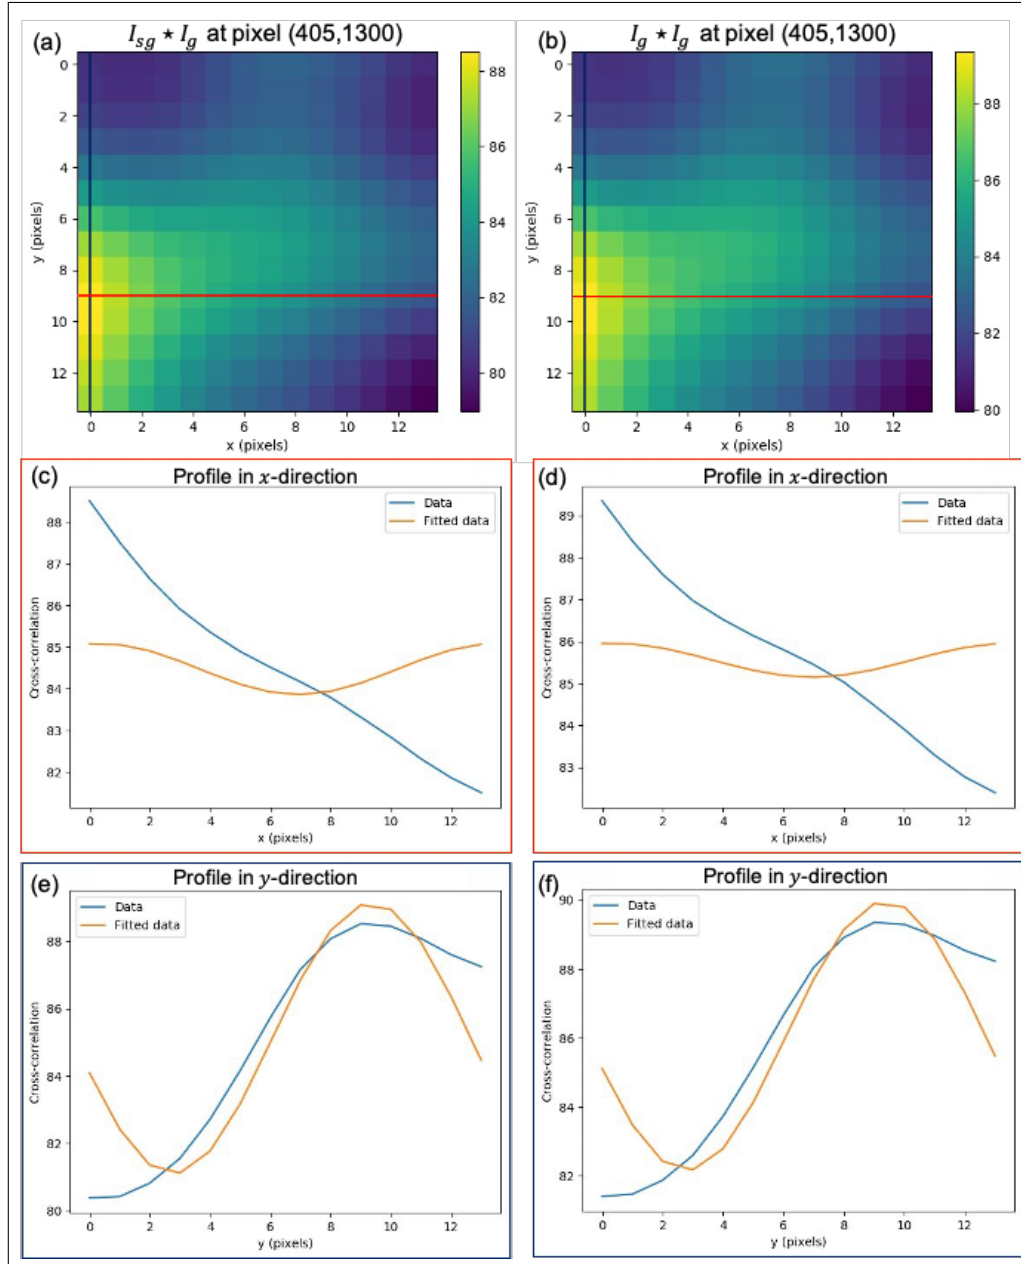 (a) I_sg ⋆ I_g at pixel (405,1300)
0
2
4
6
8
10
12
y (pixels)
0 2 4 6 8 10 12
x (pixels)
88
86
84
82
80
(b) I_g ⋆ I_g at pixel (405,1300)
0
2
4
6
8
10
12
y (pixels)
0 2 4 6 8 10 12
x (pixels)
88
86
84
82
80
(c) Profile in x-direction
Data
Fitted data
88
87
86
85
84
83
82
Cross-correlation
0 2 4 6 8 10 12
x (pixels)
(d) Profile in x-direction
Data
Fitted data
89
88
87
86
85
84
83
Cross-correlation
0 2 4 6 8 10 12
x (pixels)
(e) Profile in y-direction
Data
Fitted data
88
86
84
82
80
Cross-correlation
0 2 4 6 8 10 12
y (pixels)
(f) Profile in y-direction
Data
Fitted data
90
88
86
84
82
Cross-correlation
0 2 4 6 8 10 12
y (pixels)